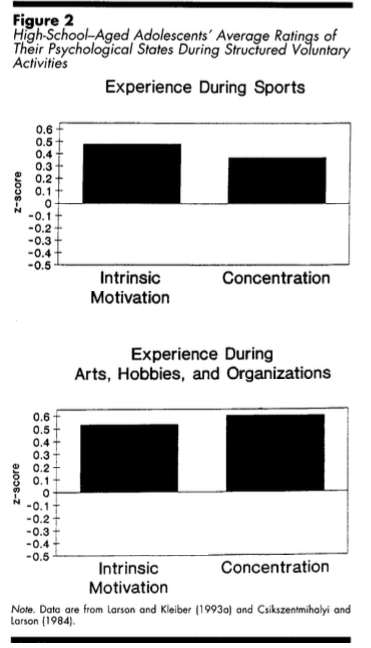 Figure 2
High-School–Aged Adolescents' Average Ratings of
Their Psychological States During Structured Voluntary
Activities
Experience During Sports
0.6
0.5
0.4
0.3
0.2
0.1
0
-0.1
-0.2
-0.3
-0.4
-0.5
z-score
Intrinsic
Motivation
Concentration
Experience During
Arts, Hobbies, and Organizations
0.6
0.5
0.4
0.3
0.2
0.1
0
-0.1
-0.2
-0.3
-0.4
-0.5
z-score
Intrinsic
Motivation
Concentration
Note. Data are from Larson and Kleiber (1993a) and Csikszentmihalyi and
Larson (1984).